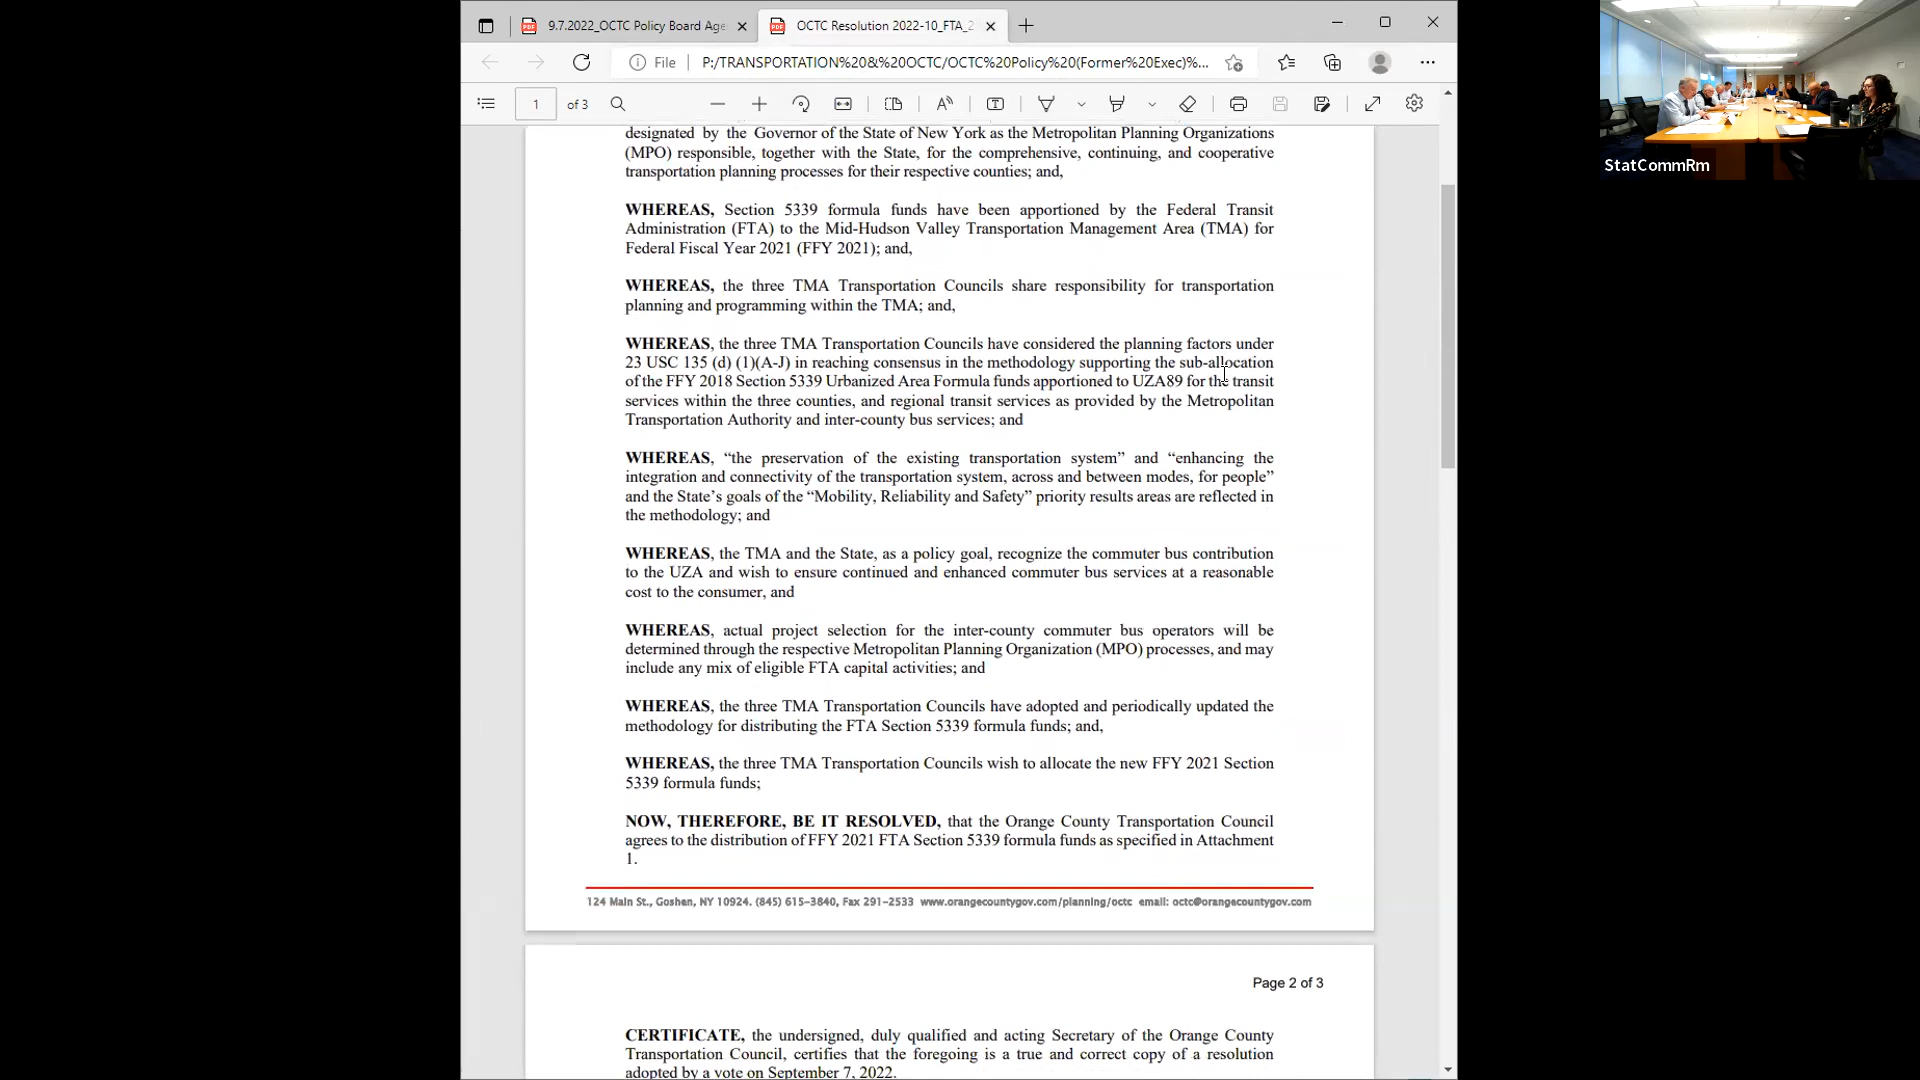 9.7.2022_OCTC Policy Board Age
OCTC Resolution 2022-10_FTA_2
File
P:/TRANSPORTATION%20&%20OCTC/OCTC%20Policy%20(Former%20Exec)%...
1 of 3
designated by the Governor of the State of New York as the Metropolitan Planning Organizations
(MPO) responsible, together with the State, for the comprehensive, continuing, and cooperative
transportation planning processes for their respective counties; and,
WHEREAS, Section 5339 formula funds have been apportioned by the Federal Transit
Administration (FTA) to the Mid-Hudson Valley Transportation Management Area (TMA) for
Federal Fiscal Year 2021 (FFY 2021); and,
WHEREAS, the three TMA Transportation Councils share responsibility for transportation
planning and programming within the TMA; and,
WHEREAS, the three TMA Transportation Councils have considered the planning factors under
23 USC 135 (d) (1)(A-J) in reaching consensus in the methodology supporting the sub-allocation
of the FFY 2018 Section 5339 Urbanized Area Formula funds apportioned to UZA89 for the transit
services within the three counties, and regional transit services as provided by the Metropolitan
Transportation Authority and inter-county bus services; and
WHEREAS, “the preservation of the existing transportation system” and “enhancing the
integration and connectivity of the transportation system, across and between modes, for people”
and the State’s goals of the “Mobility, Reliability and Safety” priority results areas are reflected in
the methodology; and
WHEREAS, the TMA and the State, as a policy goal, recognize the commuter bus contribution
to the UZA and wish to ensure continued and enhanced commuter bus services at a reasonable
cost to the consumer, and
WHEREAS, actual project selection for the inter-county commuter bus operators will be
determined through the respective Metropolitan Planning Organization (MPO) processes, and may
include any mix of eligible FTA capital activities; and
WHEREAS, the three TMA Transportation Councils have adopted and periodically updated the
methodology for distributing the FTA Section 5339 formula funds; and,
WHEREAS, the three TMA Transportation Councils wish to allocate the new FFY 2021 Section
5339 formula funds;
NOW, THEREFORE, BE IT RESOLVED, that the Orange County Transportation Council
agrees to the distribution of FFY 2021 FTA Section 5339 formula funds as specified in Attachment
1.
124 Main St., Goshen, NY 10924. (845) 615-3840, Fax 291-2533 www.orangecountygov.com/planning/octc email: octc@orangecountygov.com
Page 2 of 3
CERTIFICATE, the undersigned, duly qualified and acting Secretary of the Orange County
Transportation Council, certifies that the foregoing is a true and correct copy of a resolution
adopted by a vote on September 7, 2022.
StatCommRm